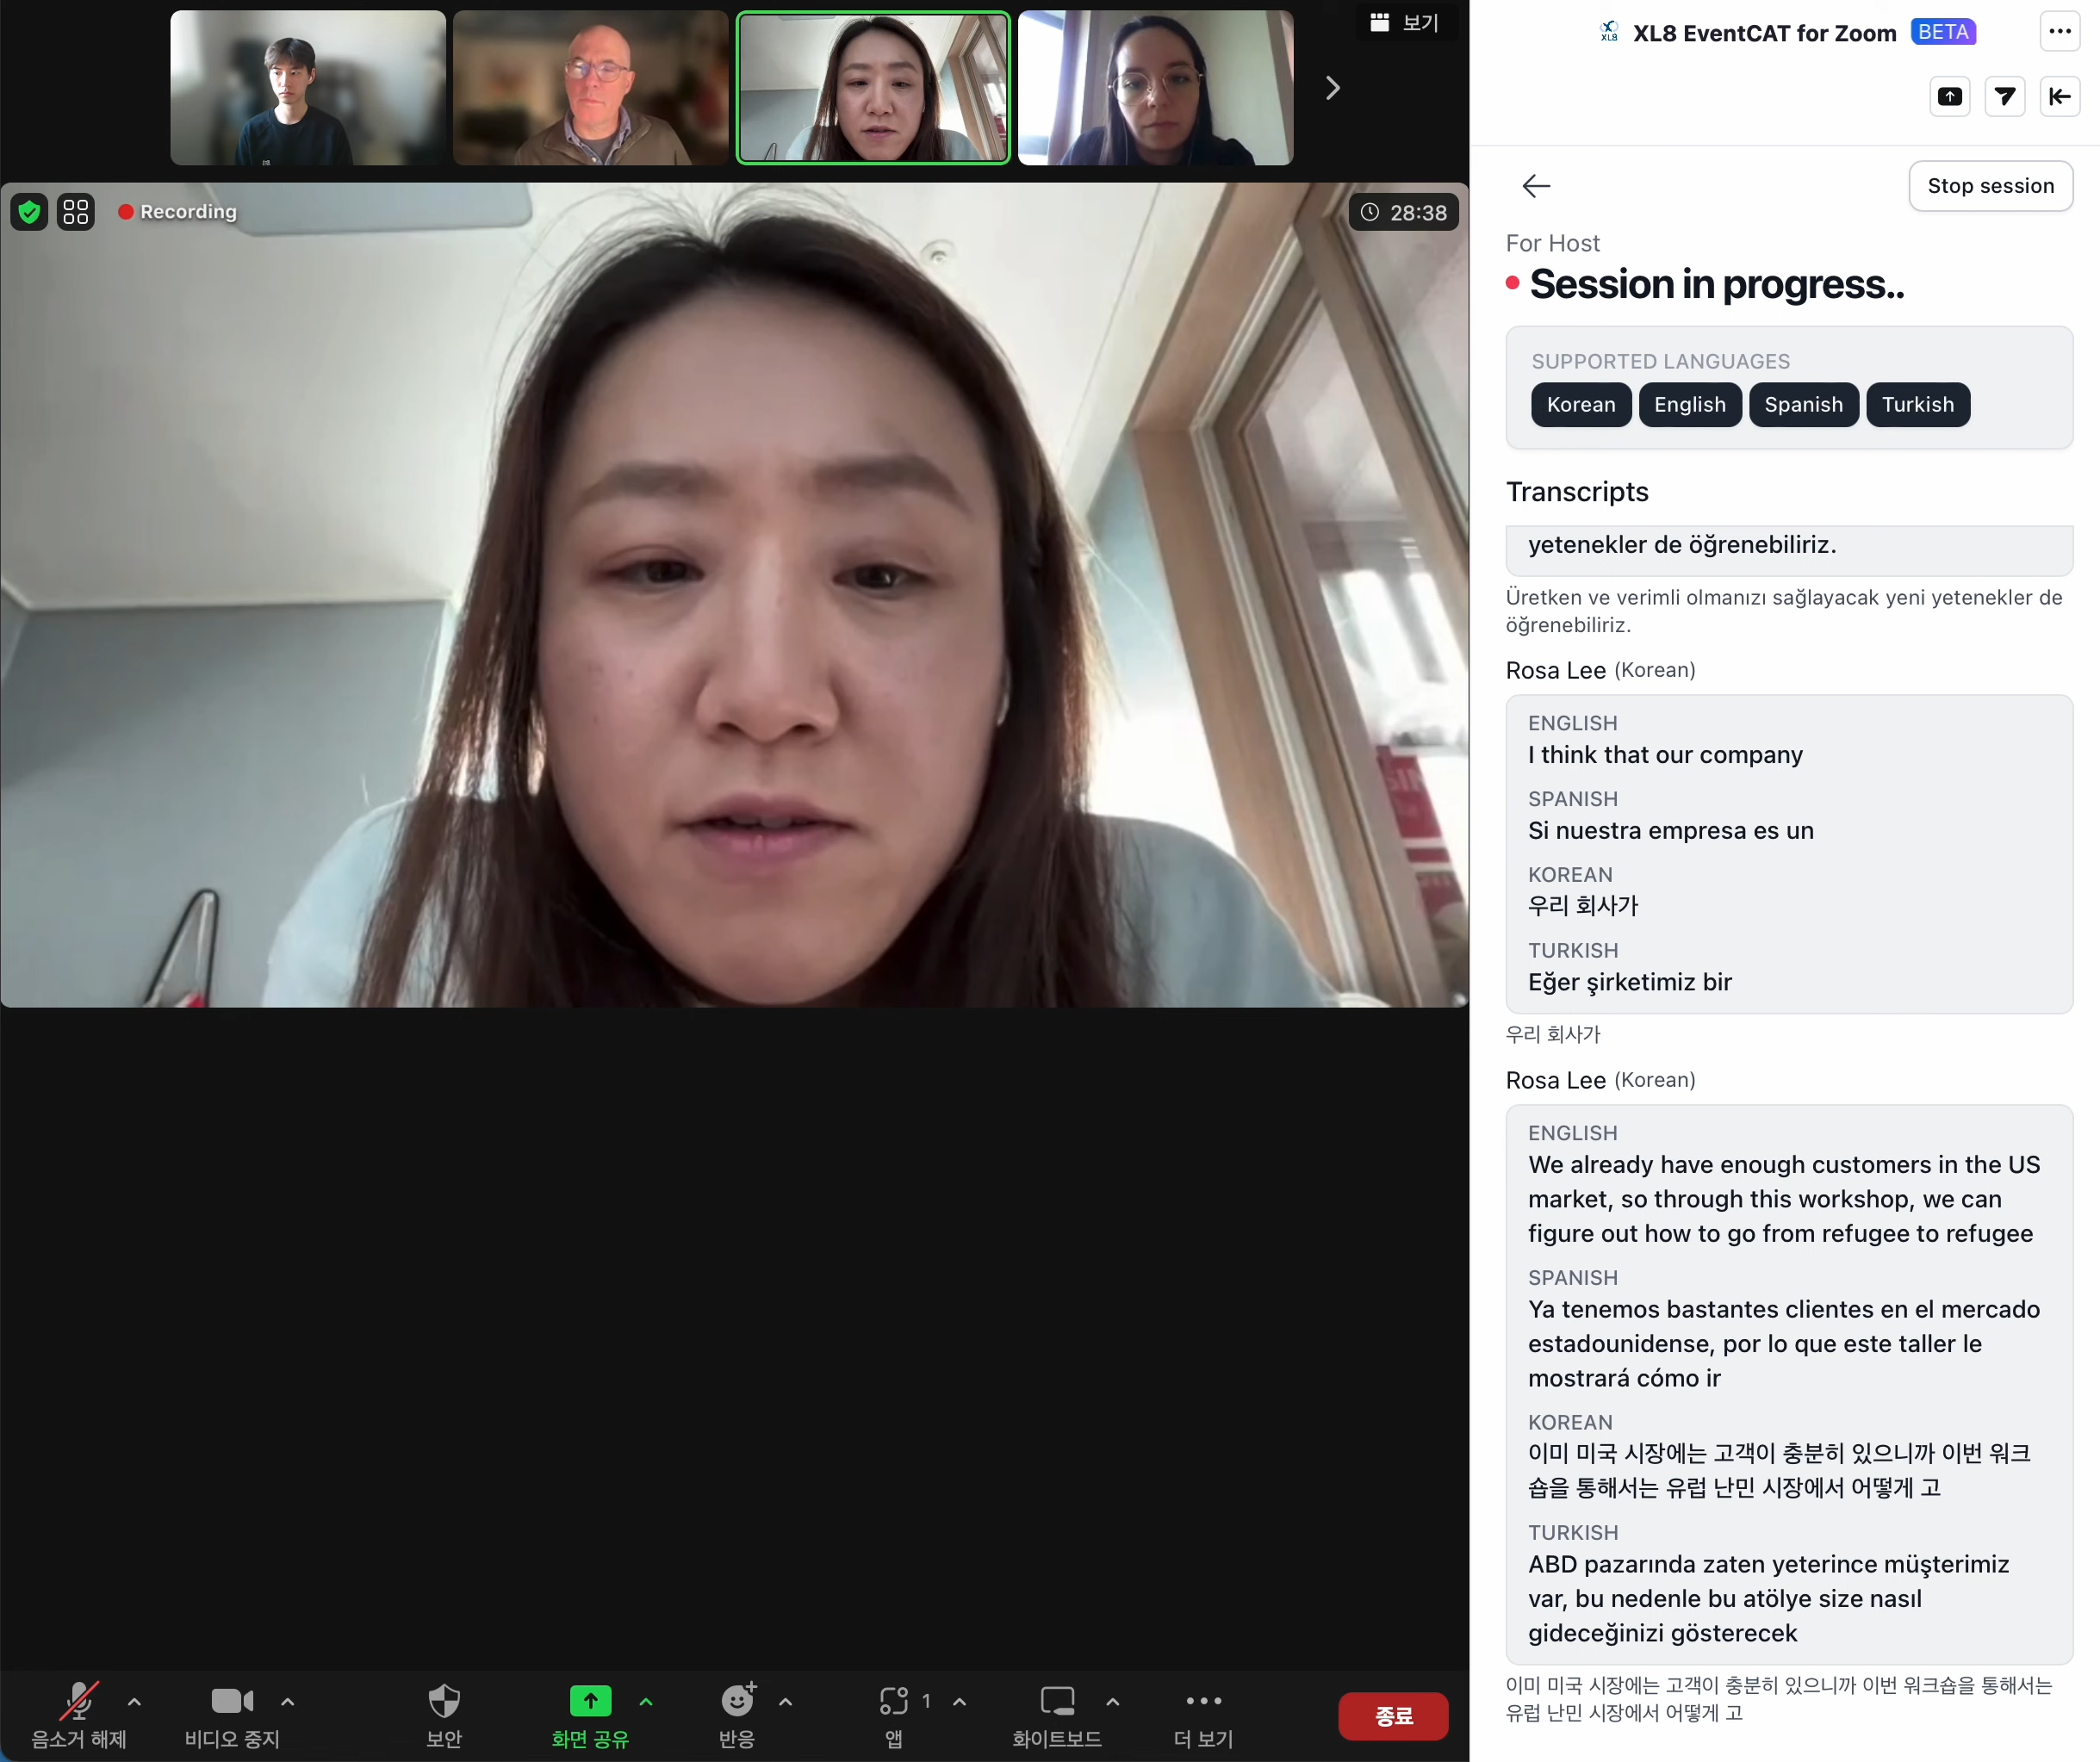 보기
Recording
28:38
음소거 해제
비디오 중지
보안
화면 공유
반응
1
앱
화이트보드
더 보기
종료
XL8
XL8 EventCAT for Zoom BETA
Stop session
For Host
Session in progress..
SUPPORTED LANGUAGES
Korean English Spanish Turkish
Transcripts
yetenekler de öğrenebiliriz.
Üretken ve verimli olmanızı sağlayacak yeni yetenekler de
öğrenebiliriz.
Rosa Lee (Korean)
ENGLISH
I think that our company
SPANISH
Si nuestra empresa es un
KOREAN
우리 회사가
TURKISH
Eğer şirketimiz bir
우리 회사가
Rosa Lee (Korean)
ENGLISH
We already have enough customers in the US
market, so through this workshop, we can
figure out how to go from refugee to refugee
SPANISH
Ya tenemos bastantes clientes en el mercado
estadounidense, por lo que este taller le
mostrará cómo ir
KOREAN
이미 미국 시장에는 고객이 충분히 있으니까 이번 워크
숍을 통해서는 유럽 난민 시장에서 어떻게 고
TURKISH
ABD pazarında zaten yeterince müşterimiz
var, bu nedenle bu atölye size nasıl
gideceğinizi gösterecek
이미 미국 시장에는 고객이 충분히 있으니까 이번 워크숍을 통해서는
유럽 난민 시장에서 어떻게 고